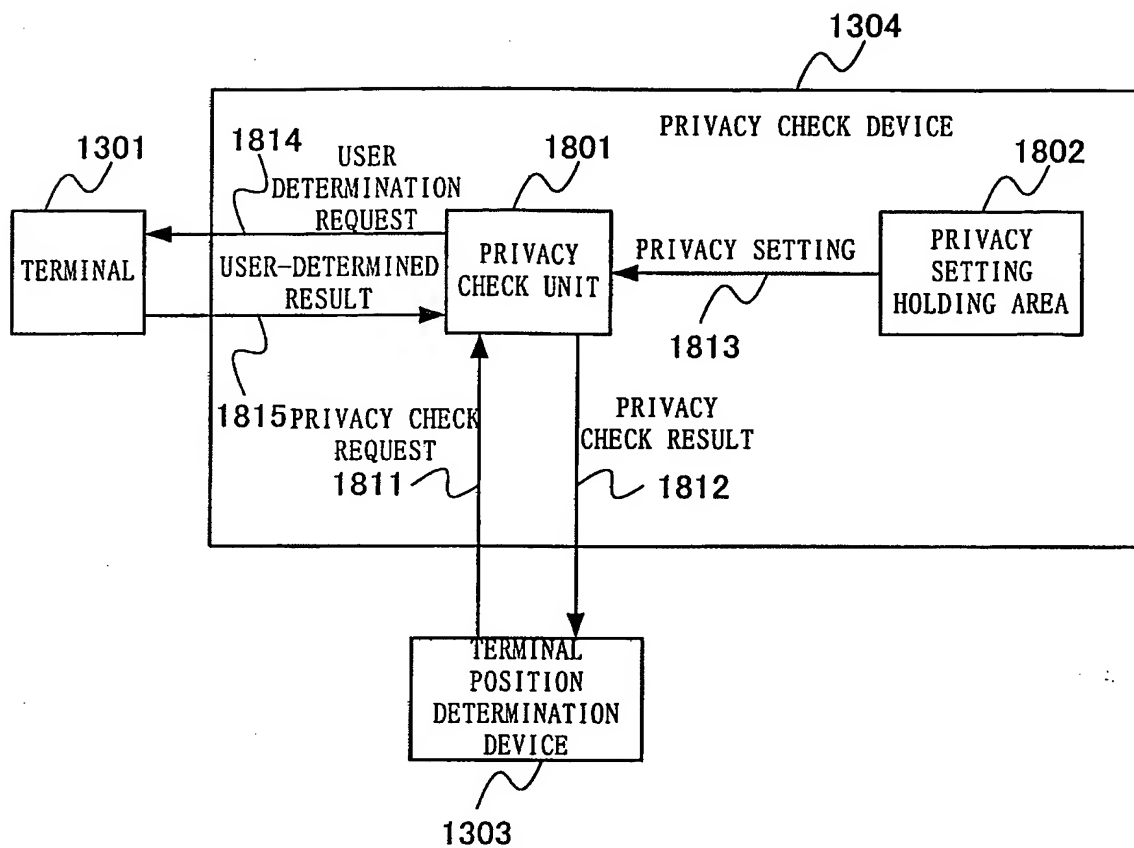 1304
PRIVACY CHECK DEVICE
1301
1814
USER
DETERMINATION
REQUEST
1801
1802
TERMINAL
USER-DETERMINED
RESULT
PRIVACY
CHECK UNIT
PRIVACY SETTING
1813
PRIVACY
SETTING
HOLDING AREA
1815
PRIVACY CHECK
REQUEST
1811
PRIVACY
CHECK RESULT
1812
TERMINAL
POSITION
DETERMINATION
DEVICE
1303